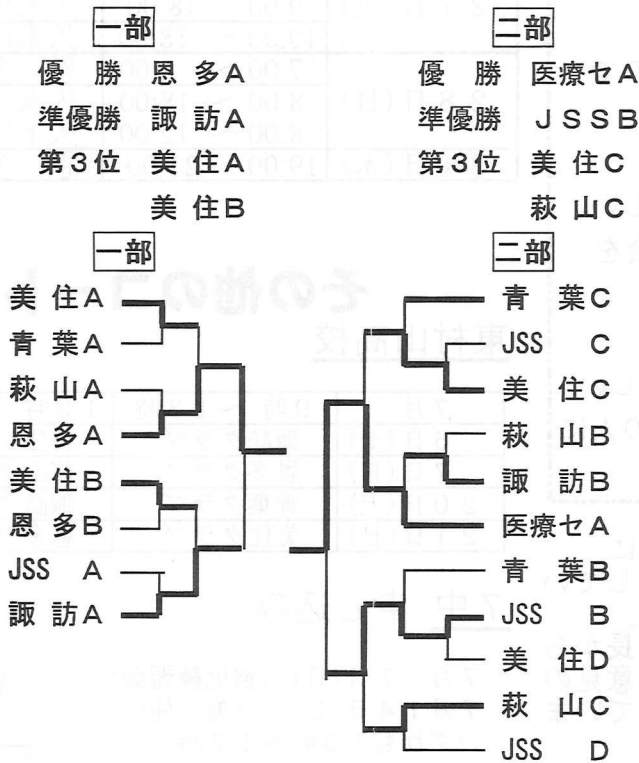 一部
優　勝　恩多A
準優勝　諏訪A
第3位　美住A
美住B
二部
優　勝　医療セA
準優勝　JSSB
第3位　美住C
萩山C
一部
美住A
青葉A
萩山A
恩多A
美住B
恩多B
JSS A
諏訪A
二部
青葉C
JSS C
美住C
萩山B
諏訪B
医療セA
青葉B
JSS B
美住D
萩山C
JSS D